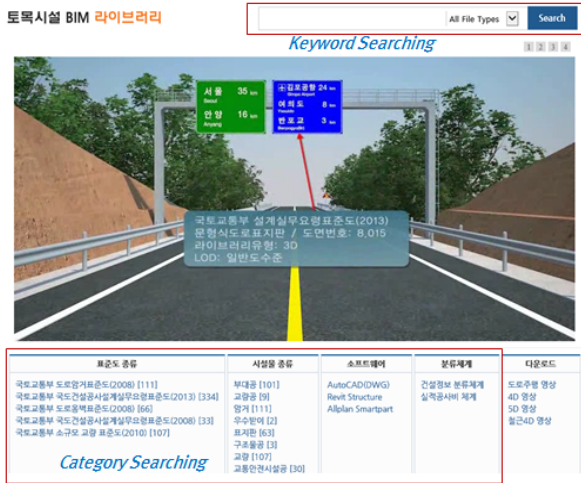 토목시설 BIM 라이브러리
All File Types
Search
Keyword Searching
1 2 3 4
서울 35 km
Seoul
안양 16 km
Anyang
김포공항 24 km
Gimpo Airport
여의도 8 km
반포교 3 km
국토교통부 설계실무요령표준도(2013)
문형식도로표지판 / 도면번호: 8,015
라이브러리유형: 3D
LOD: 일반도수준
표준도 종류
국토교통부 도로암거표준도(2008) [111]
국토교통부 국도건설공사설계실무요령표준도(2013) [334]
국토교통부 도로옹벽표준도(2008) [66]
국토교통부 국도건설공사설계실무요령표준도(2008) [33]
국토교통부 소규모 교량 표준도(2010) [107]
Category Searching
시설물 종류
부대공 [101]
교량공 [9]
암거 [111]
우수받이 [2]
표지판 [63]
구조물공 [3]
교량 [107]
교통안전시설공 [30]
소프트웨어
AutoCAD(DWG)
Revit Structure
Allplan Smartpart
분류체계
건설정보 분류체계
실적공사비 체계
다운로드
도로주행 영상
4D 영상
5D 영상
철근4D 영상